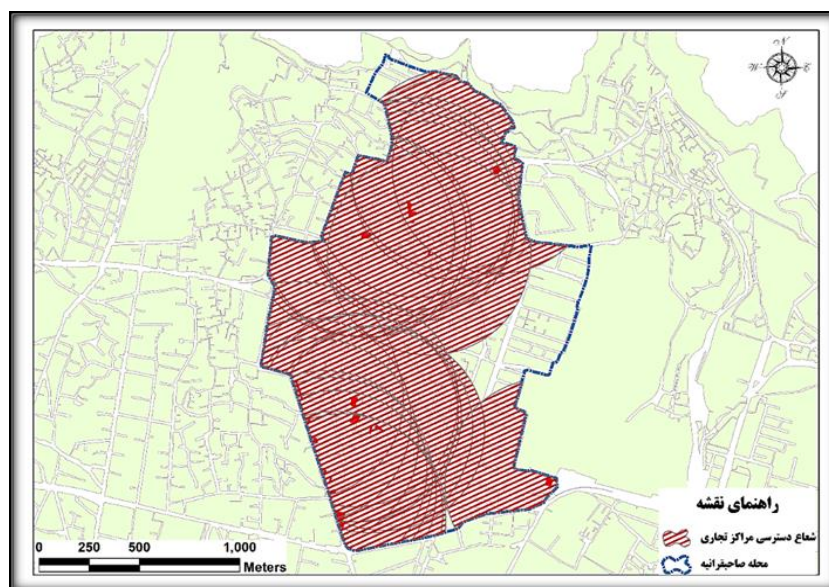 N
W E
S
راهنمای نقشه
شعاع دسترسی مراکز تجاری
محله صاحبقرانیه
0 250 500 1,000
Meters